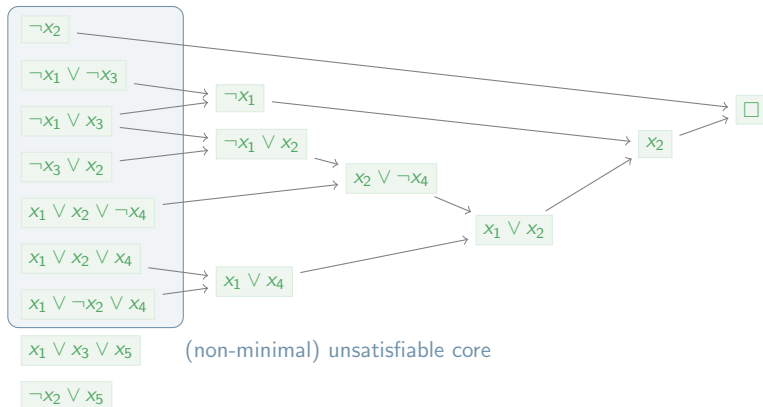 ¬x₂
¬x₁ ∨ ¬x₃
¬x₁ ∨ x₃
¬x₃ ∨ x₂
x₁ ∨ x₂ ∨ ¬x₄
x₁ ∨ x₂ ∨ x₄
x₁ ∨ ¬x₂ ∨ x₄
x₁ ∨ x₃ ∨ x₅
¬x₂ ∨ x₅
¬x₁
¬x₁ ∨ x₂
x₁ ∨ x₄
x₂ ∨ ¬x₄
x₁ ∨ x₂
x₂
□
(non-minimal) unsatisfiable core